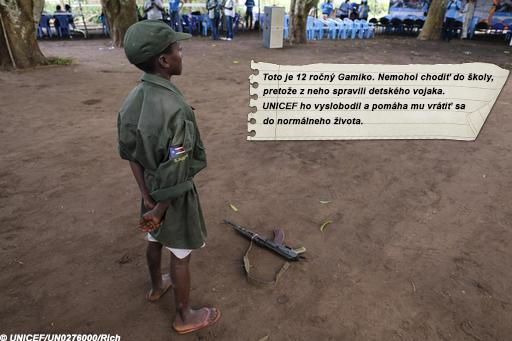 Toto je 12 ročný Gamiko. Nemohol chodiť do školy,
pretože z neho spravili detského vojaka.
UNICEF ho vyslobodil a pomáha mu vrátiť sa
do normálneho života.
© UNICEF/UN0276000/Rich